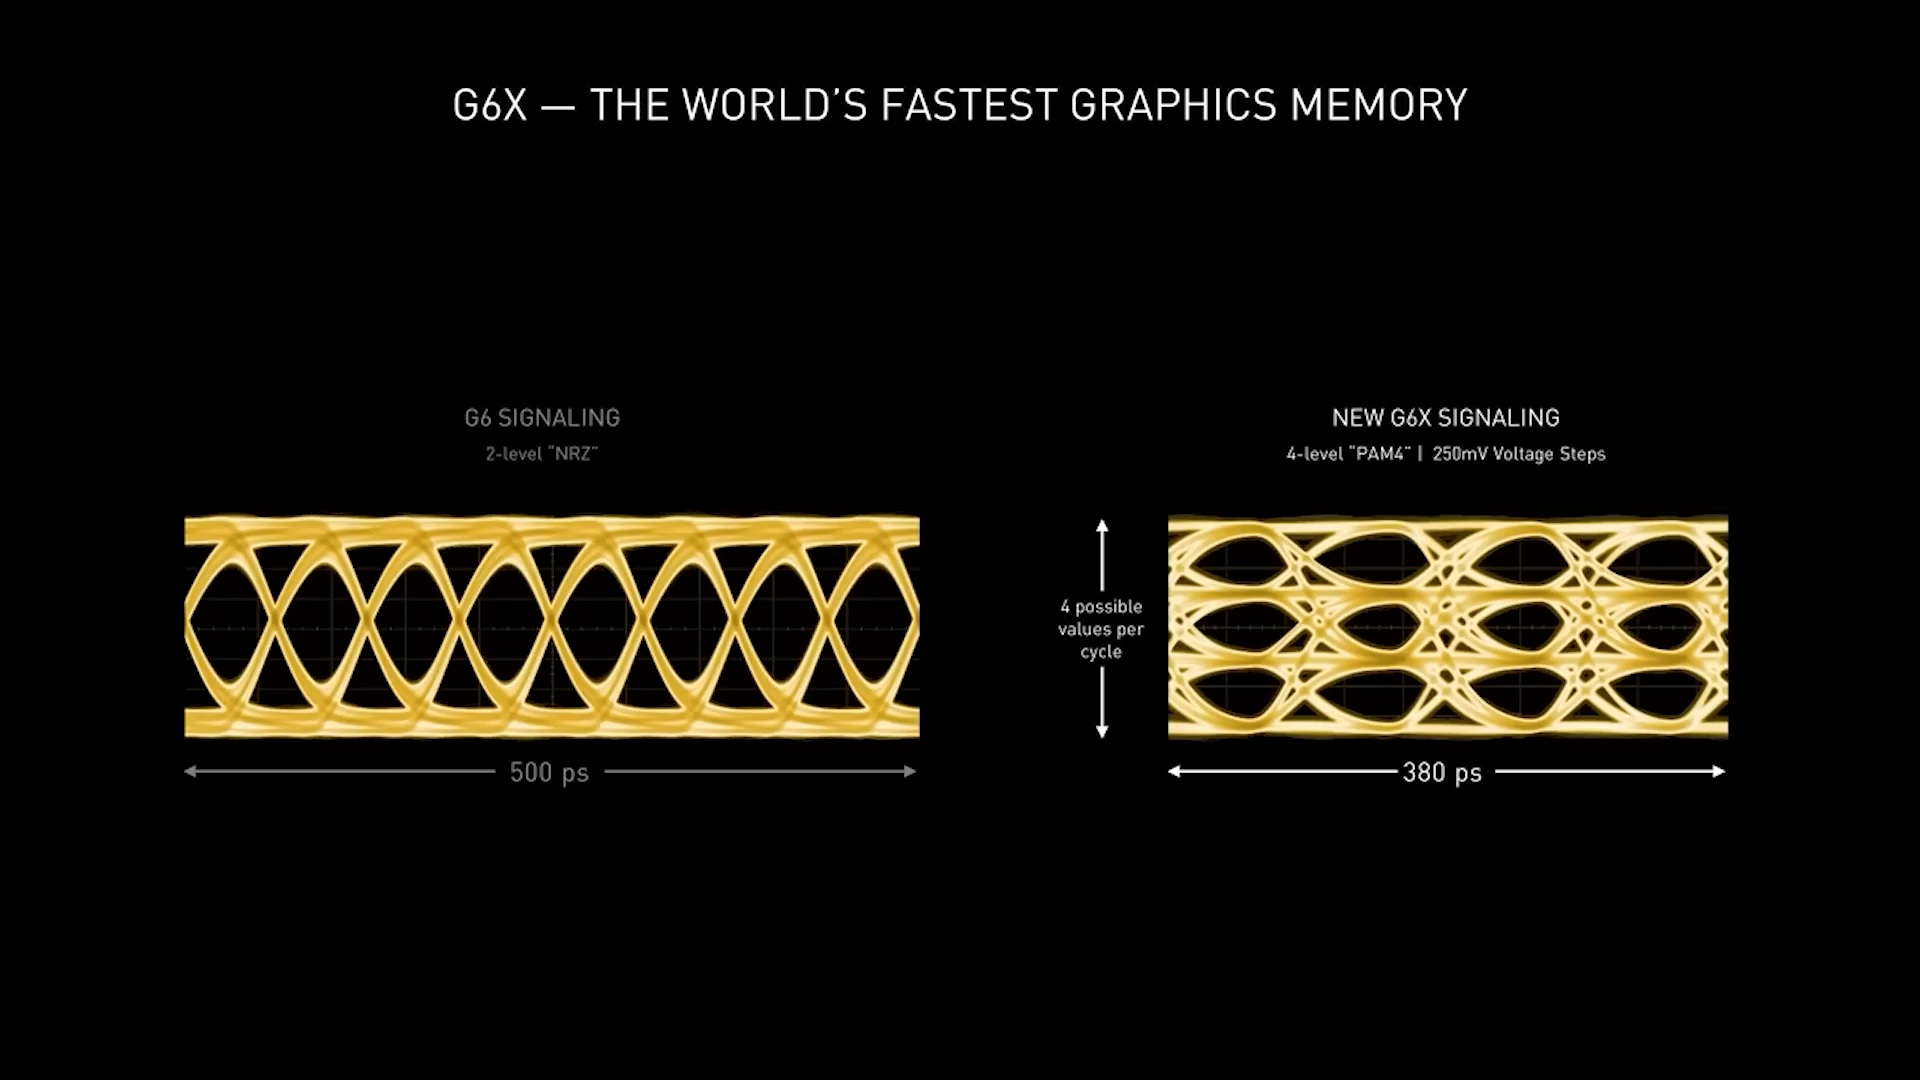 G6X — THE WORLD'S FASTEST GRAPHICS MEMORY
G6 SIGNALING
2-level "NRZ"
500 ps
NEW G6X SIGNALING
4-level "PAM4" | 250mV Voltage Steps
4 possible
values per
cycle
380 ps